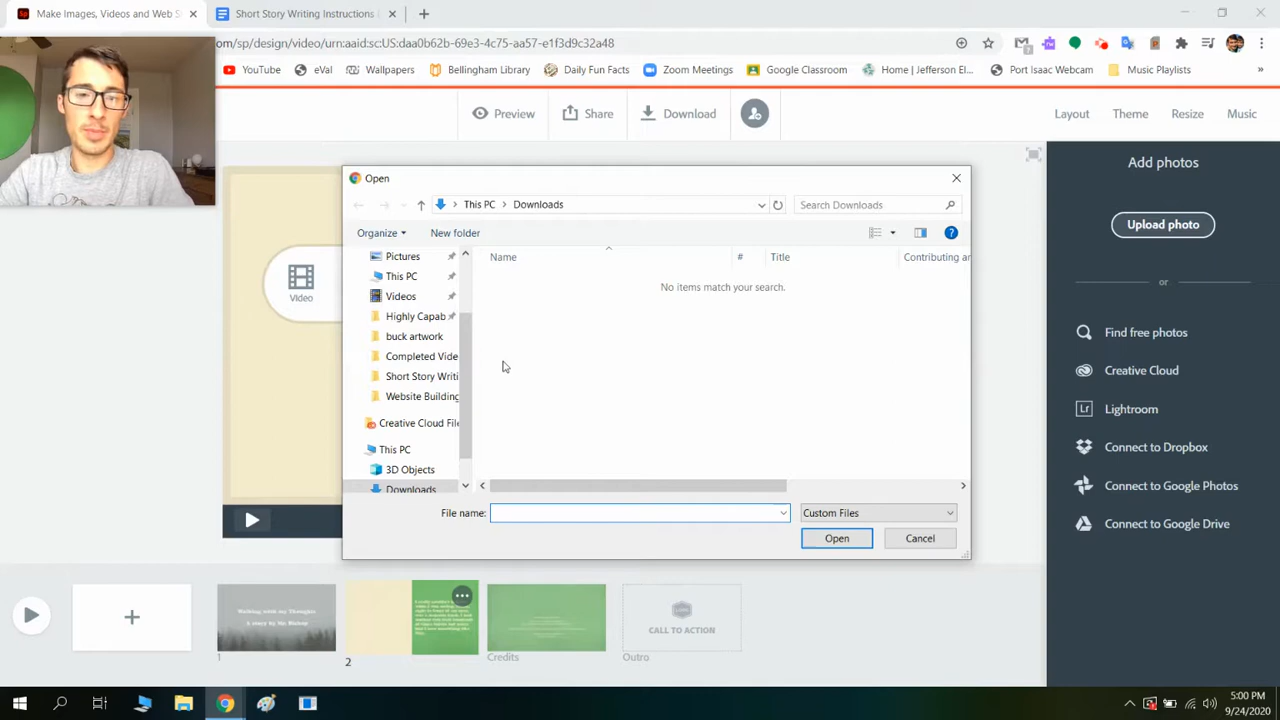 Sp Make Images, Videos and Web S
Short Story Writing Instructions
om/sp/design/video/urn:aaid:sc:US:daa0b62b-69e3-4c75-aa57-e1f3d9c32a48
YouTube
eVal
Wallpapers
Bellingham Library
Daily Fun Facts
Zoom Meetings
Google Classroom
Home | Jefferson El...
Port Isaac Webcam
Music Playlists
»
Preview
Share
Download
Layout
Theme
Resize
Music
Open
This PC
Downloads
Search Downloads
Organize
New folder
Pictures
This PC
Videos
Highly Capab
buck artwork
Completed Vide
Short Story Writi
Website Building
Creative Cloud File
This PC
3D Objects
Downloads
Name
#
Title
Contributing ar
No items match your search.
File name:
Custom Files
Open
Cancel
Video
Add photos
Upload photo
or
Find free photos
Creative Cloud
Lr Lightroom
Connect to Dropbox
Connect to Google Photos
Connect to Google Drive
Walking with my Thoughts
1
2
Credits
CALL TO ACTION
Outro
5:00 PM
9/24/2020